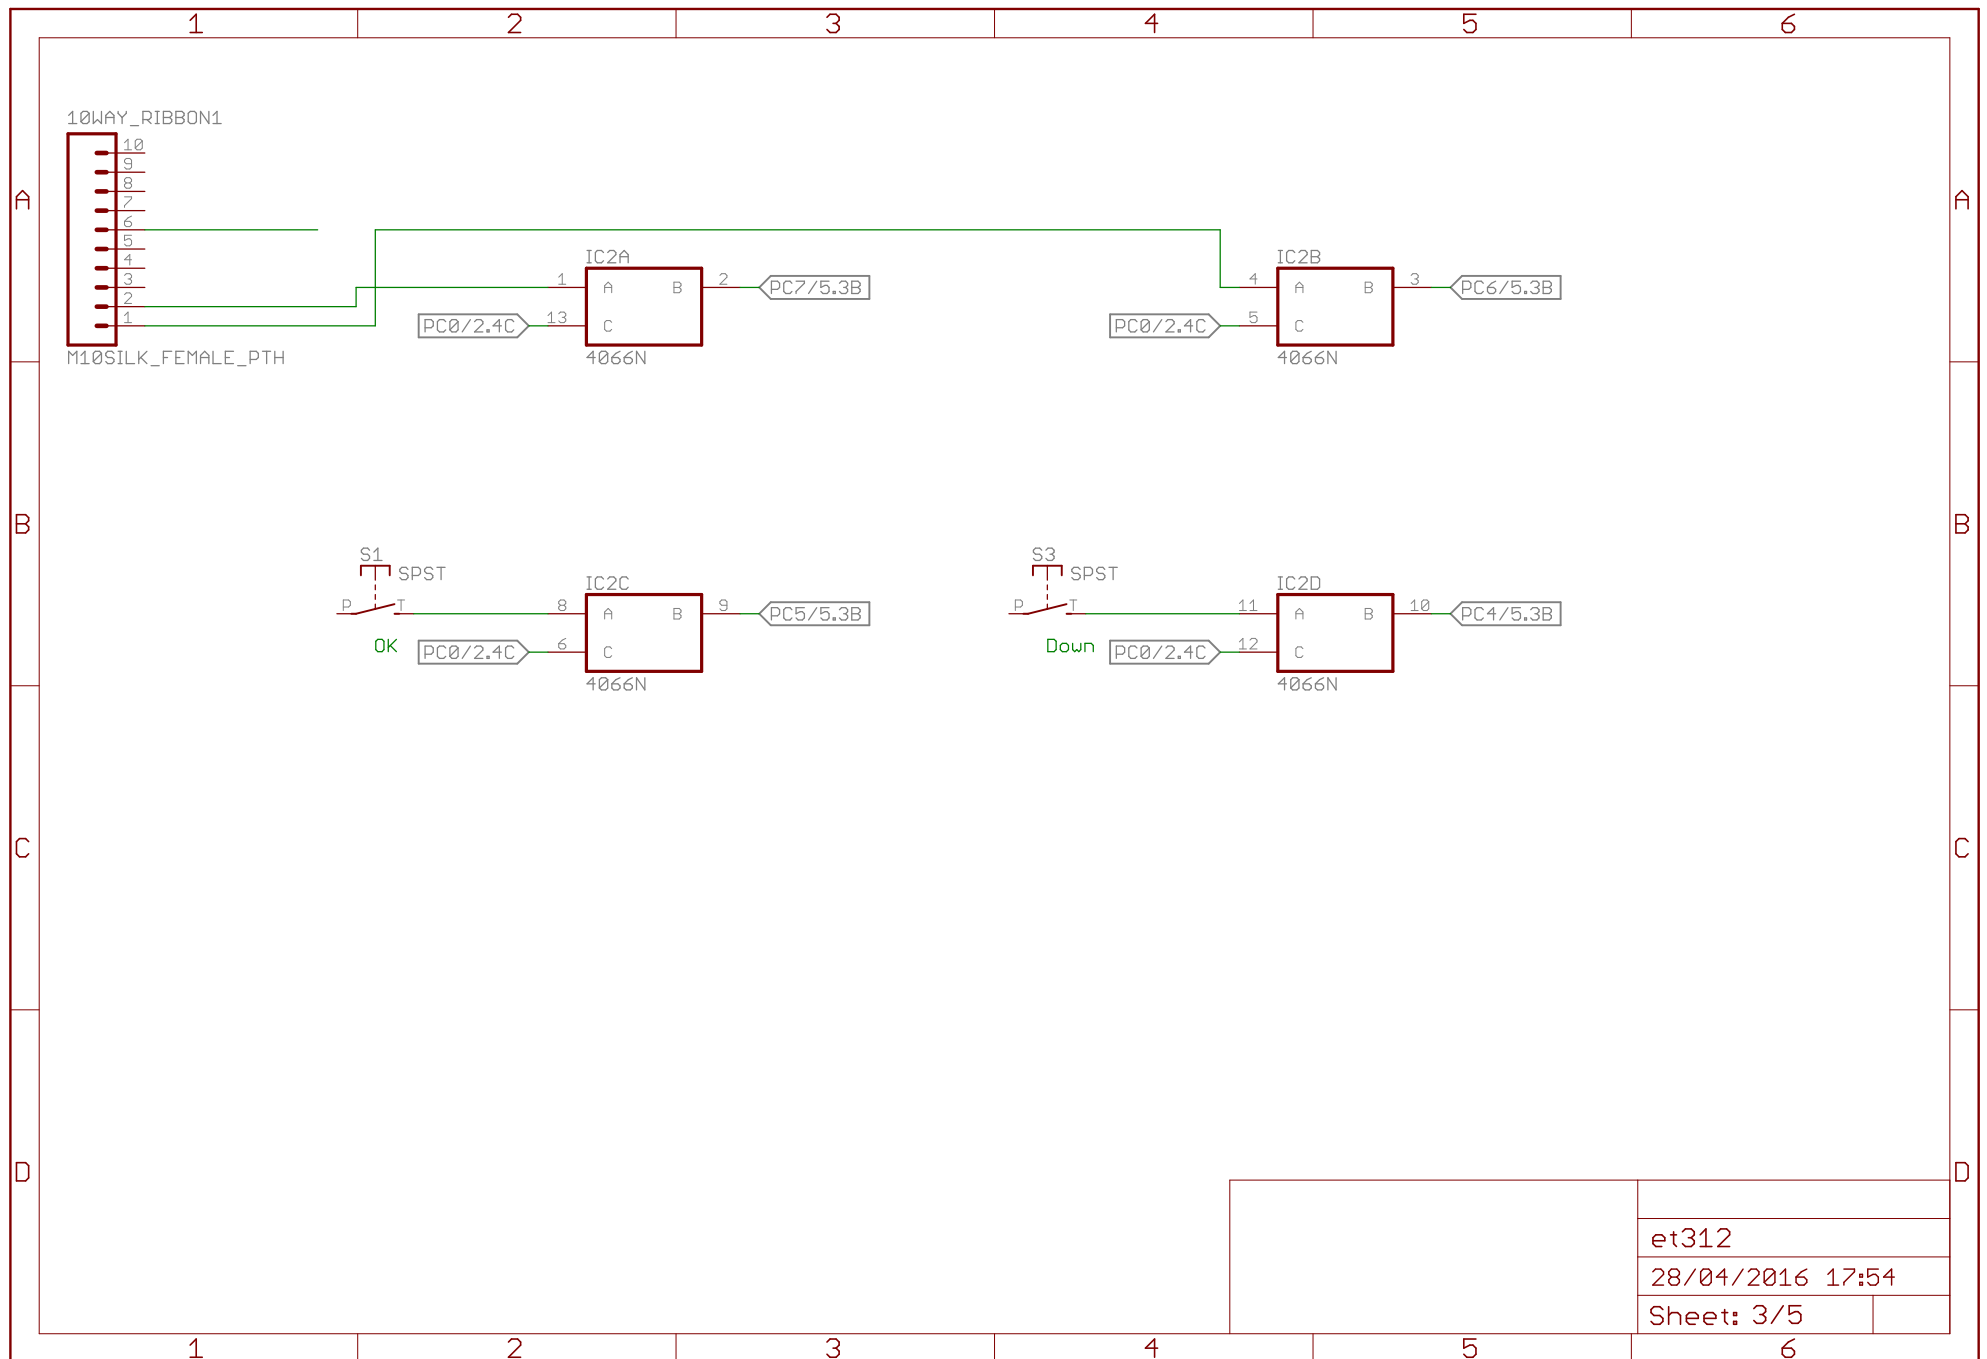 1 2 3 4 5 6
10WAY_RIBBON1
10
9
8
7
6
5
4
3
2
1
M10SILK_FEMALE_PTH
A A
IC2A
1 A B 2 PC7/5.3B
PC0/2.4C 13 C
4066N
IC2B
4 A B 3 PC6/5.3B
PC0/2.4C 5 C
4066N
B B
S1
SPST
P T
OK
IC2C
8 A B 9 PC5/5.3B
PC0/2.4C 6 C
4066N
S3
SPST
P T
Down
IC2D
11 A B 10 PC4/5.3B
PC0/2.4C 12 C
4066N
C C
D D
et312
28/04/2016 17:54
Sheet: 3/5
1 2 3 4 5 6